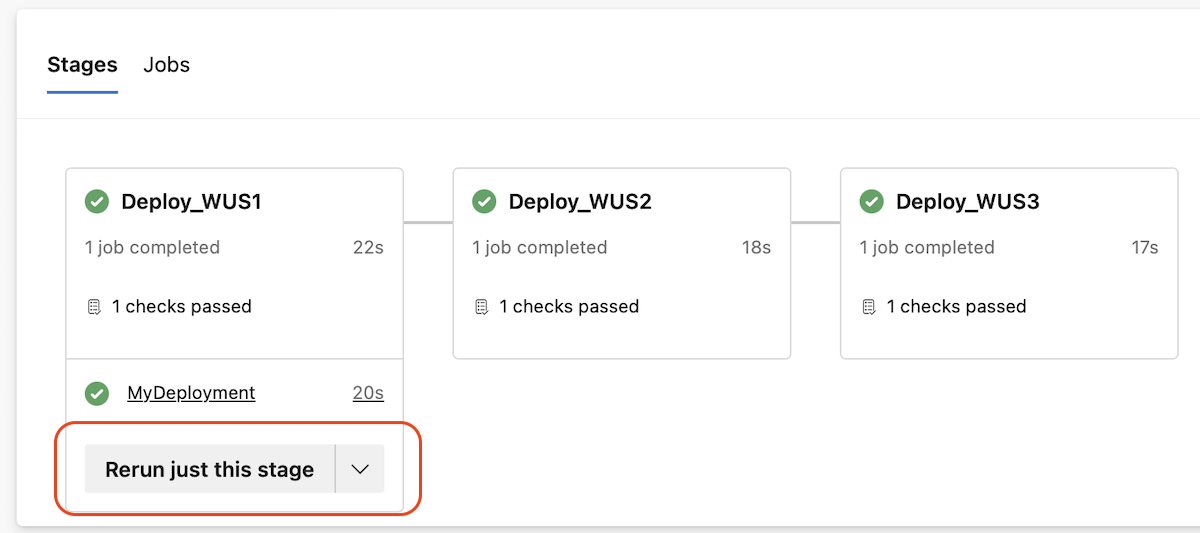 Stages Jobs
Deploy_WUS1
1 job completed 22s
1 checks passed
MyDeployment 20s
Rerun just this stage
Deploy_WUS2
1 job completed 18s
1 checks passed
Deploy_WUS3
1 job completed 17s
1 checks passed